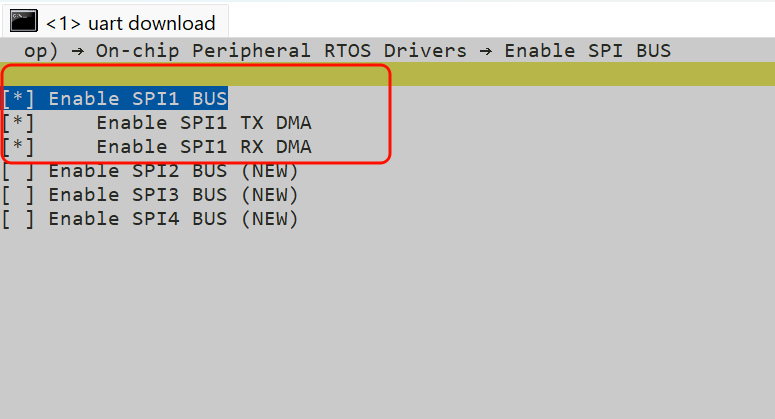 <1> uart download
op) → On-chip Peripheral RTOS Drivers → Enable SPI BUS
[*] Enable SPI1 BUS
[*]     Enable SPI1 TX DMA
[*]     Enable SPI1 RX DMA
[ ] Enable SPI2 BUS (NEW)
[ ] Enable SPI3 BUS (NEW)
[ ] Enable SPI4 BUS (NEW)